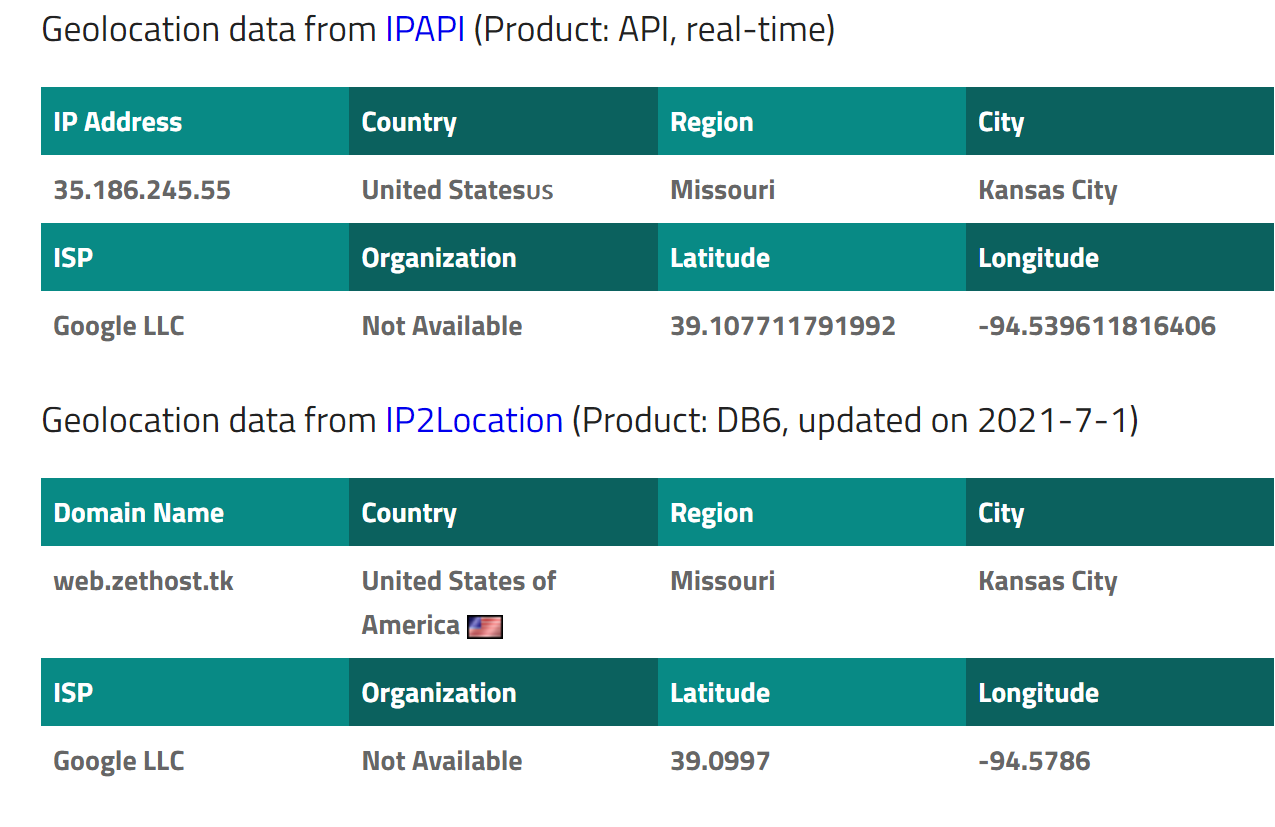 Geolocation data from IPAPI (Product: API, real-time)
IP Address Country Region City
35.186.245.55 United StatesUS Missouri Kansas City
ISP Organization Latitude Longitude
Google LLC Not Available 39.107711791992 -94.539611816406
Geolocation data from IP2Location (Product: DB6, updated on 2021-7-1)
Domain Name Country Region City
web.zethost.tk United States of Missouri Kansas City
America
ISP Organization Latitude Longitude
Google LLC Not Available 39.0997 -94.5786